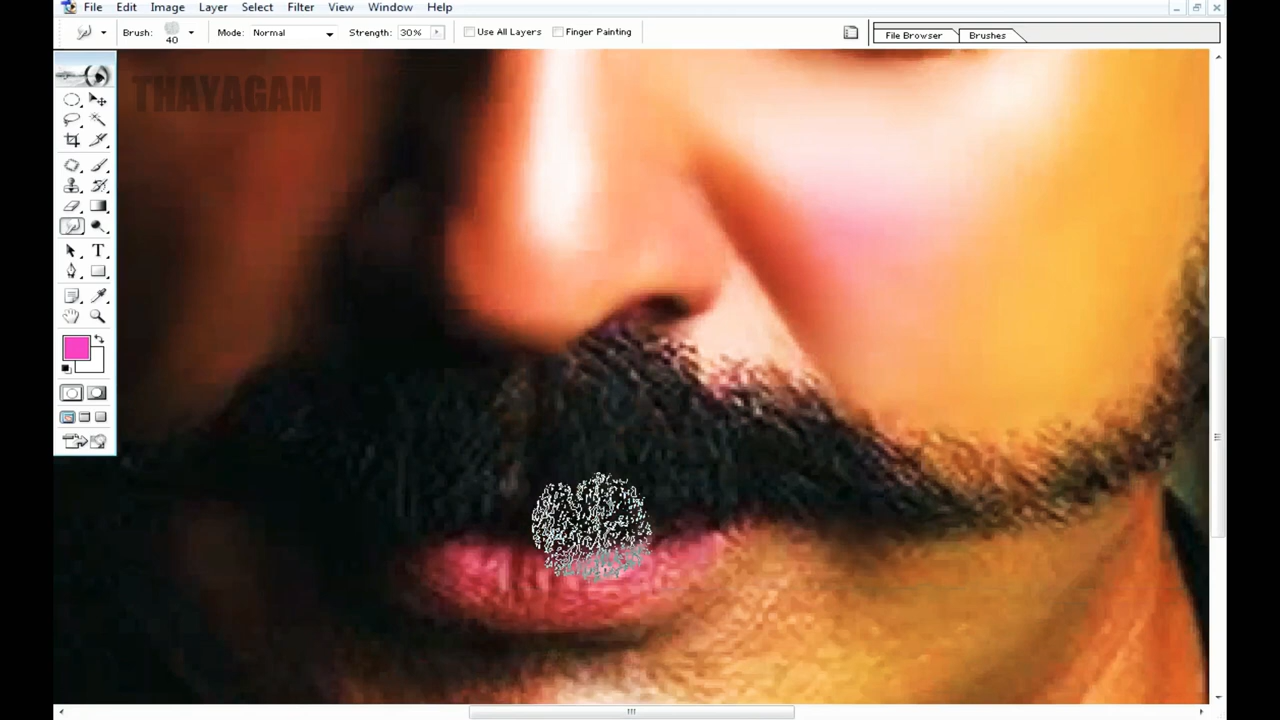 File Edit Image Layer Select Filter View Window Help
Brush: 40 Mode: Normal Strength: 30% Use All Layers Finger Painting File Browser Brushes
THAYAGAM